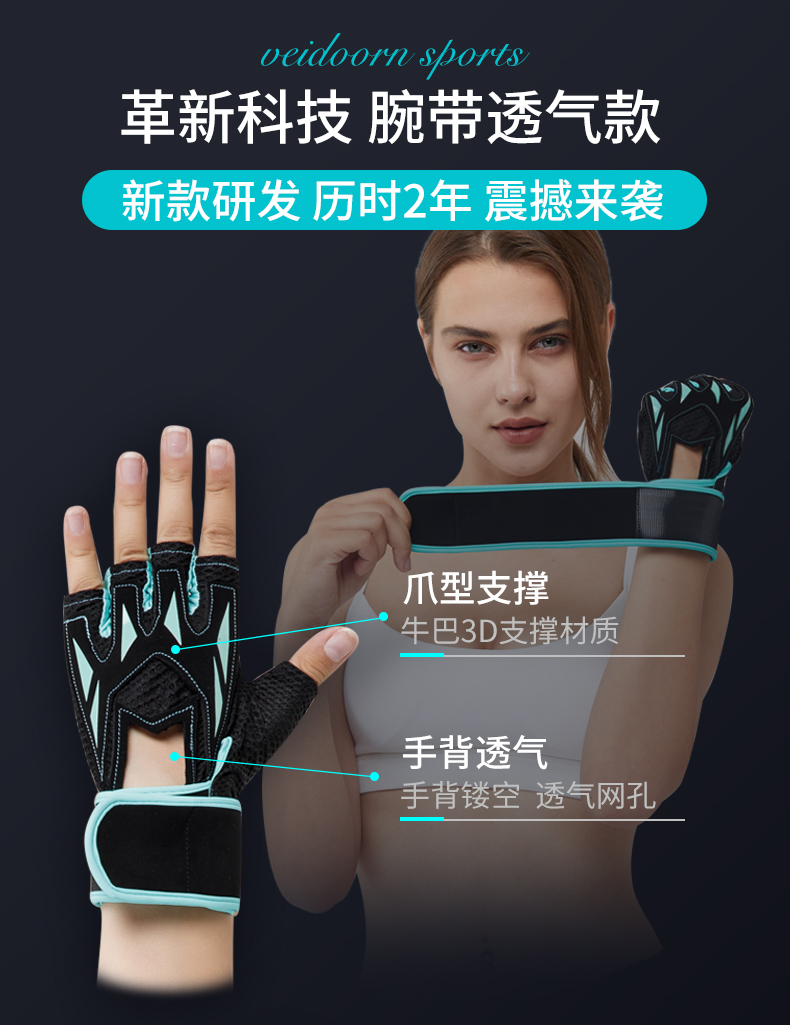 veidoorn sports
革新科技 腕带透气款
新款研发 历时2年 震撼来袭
爪型支撑
牛巴3D支撑材质
手背透气
手背镂空 透气网孔